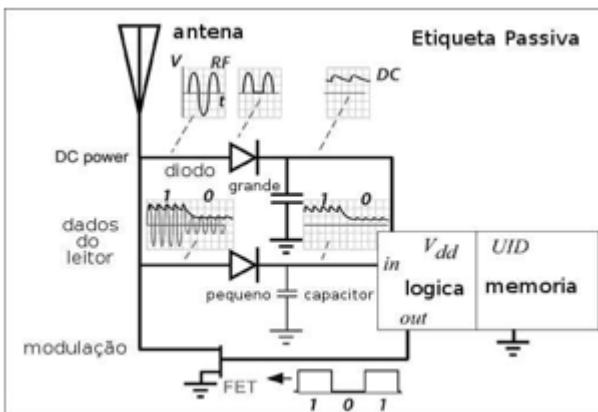 antena
Etiqueta Passiva
V
RF
t
DC
DC power
diodo
grande
1 0
1 0
dados
do
leitor
in
Vdd
UID
logica
memoria
out
pequeno
capacitor
modulação
FET
1 0 1